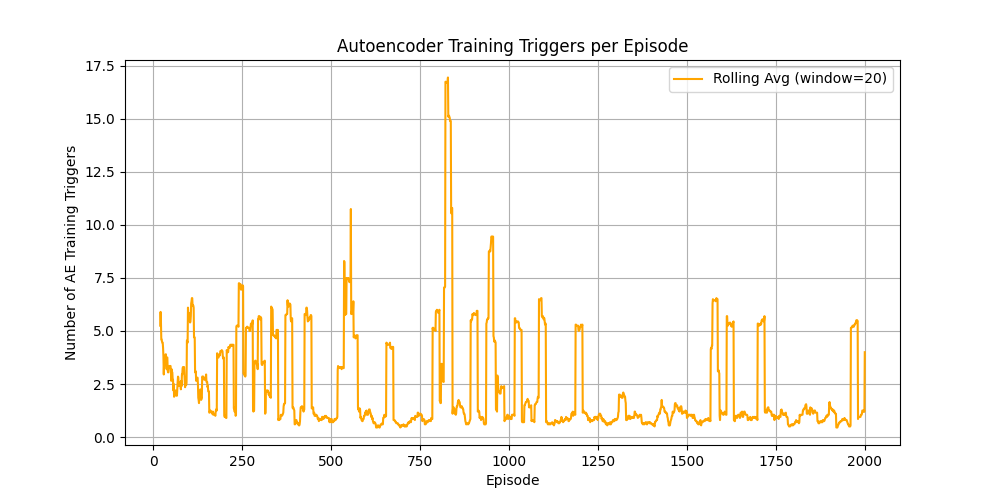 Autoencoder Training Triggers per Episode
Rolling Avg (window=20)
Number of AE Training Triggers
17.5
15.0
12.5
10.0
7.5
5.0
2.5
0.0
0 250 500 750 1000 1250 1500 1750 2000
Episode